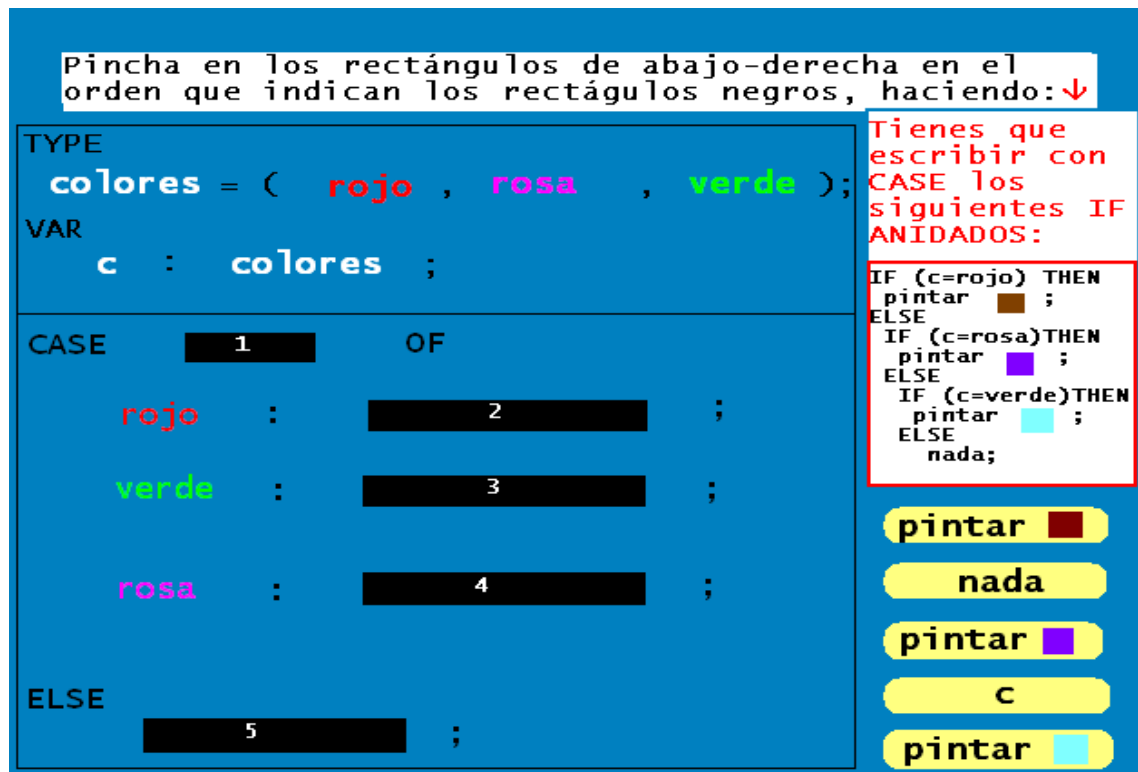 Pincha en los rectángulos de abajo-derecha en el
orden que indican los rectágulos negros, haciendo:
TYPE
colores = ( rojo , rosa , verde );
VAR
c : colores ;
CASE 1 OF
rojo : 2 ;
verde : 3 ;
rosa : 4 ;
ELSE
5 ;
Tienes que
escribir con
CASE los
siguientes IF
ANIDADOS:
IF (c=rojo) THEN
pintar ;
ELSE
IF (c=rosa)THEN
pintar ;
ELSE
IF (c=verde)THEN
pintar ;
ELSE
nada;
pintar
nada
pintar
c
pintar